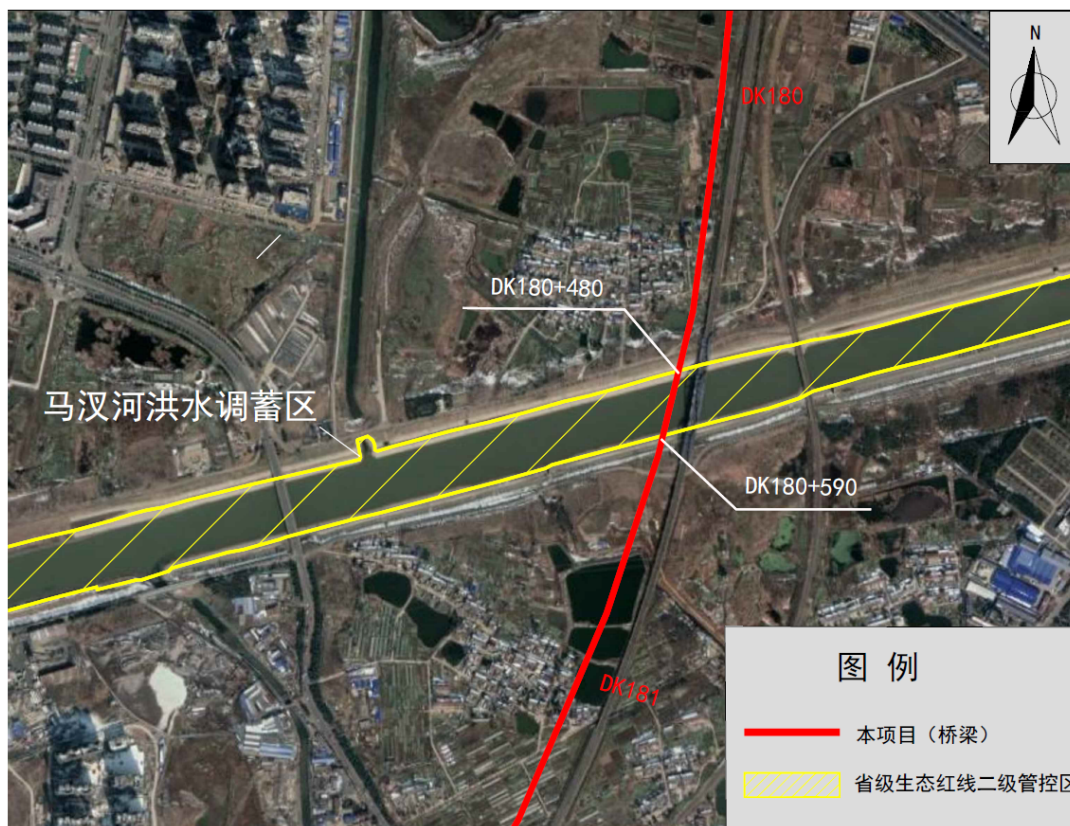 N
DK180
DK180+480
马汊河洪水调蓄区
DK180+590
DK181
图 例
本项目（桥梁）
省级生态红线二级管控区